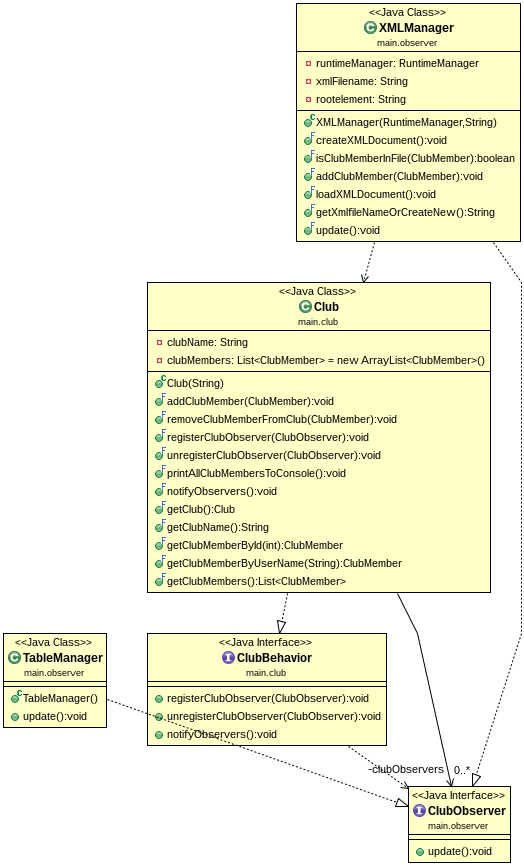 <<Java Class>>
XMLManager
main.observer
runtimeManager: RuntimeManager
xmlFilename: String
rootelement: String
XMLManager(RuntimeManager,String)
createXMLDocument():void
isClubMemberInFile(ClubMember):boolean
addClubMember(ClubMember):void
loadXMLDocument():void
getXmlfileNameOrCreateNew():String
update():void
<<Java Class>>
Club
main.club
clubName: String
clubMembers: List<ClubMember> = new ArrayList<ClubMember>()
Club(String)
addClubMember(ClubMember):void
removeClubMemberFromClub(ClubMember):void
registerClubObserver(ClubObserver):void
unregisterClubObserver(ClubObserver):void
printAllClubMembersToConsole():void
notifyObservers():void
getClub():Club
getClubName():String
getClubMemberById(int):ClubMember
getClubMemberByUserName(String):ClubMember
getClubMembers():List<ClubMember>
<<Java Class>>
TableManager
main.observer
TableManager()
update():void
<<Java Interface>>
ClubBehavior
main.club
registerClubObserver(ClubObserver):void
unregisterClubObserver(ClubObserver):void
notifyObservers():void
-clubObservers 0..*
<<Java Interface>>
ClubObserver
main.observer
update():void